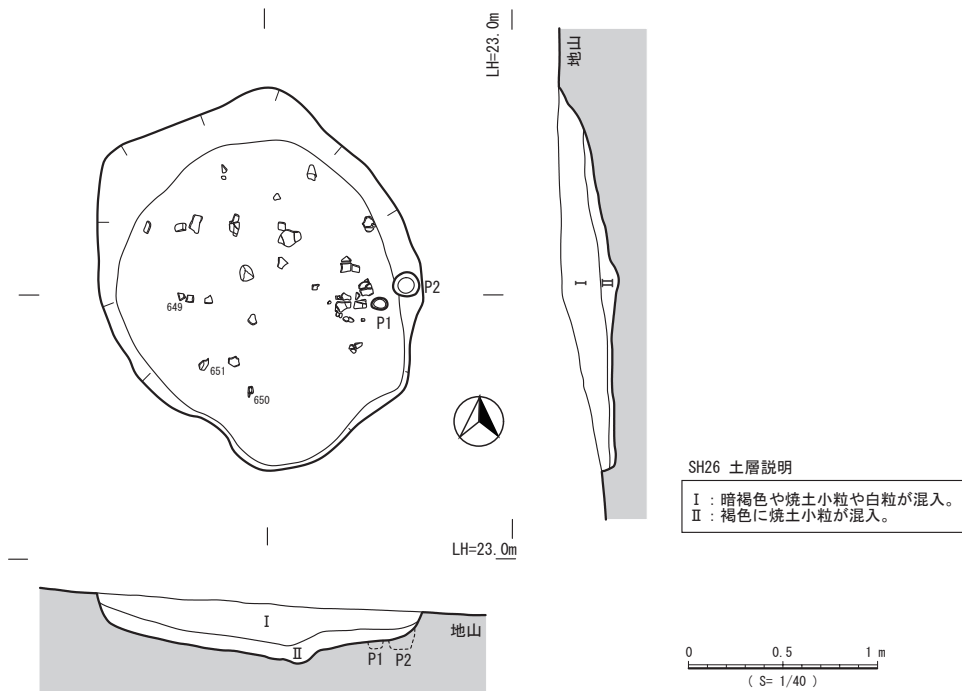 LH=23.0m
地山
P2
P1
649
651
650
Ⅰ
Ⅱ
SH26 土層説明
Ⅰ：暗褐色や焼土小粒や白粒が混入。
Ⅱ：褐色に焼土小粒が混入。
LH=23.0m
Ⅰ
地山
Ⅱ
P1 P2
0 0.5 1 m
( S= 1/40 )